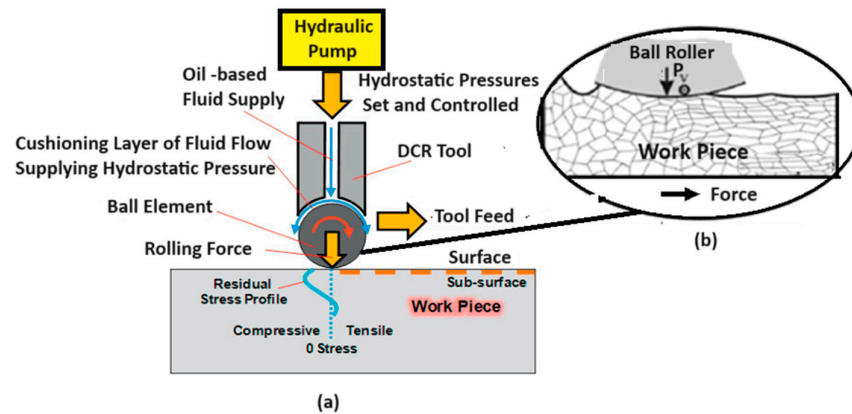 Hydraulic
Pump
Oil -based
Fluid Supply
Hydrostatic Pressures
Set and Controlled
Cushioning Layer of Fluid Flow
Supplying Hydrostatic Pressure
DCR Tool
Ball Element
Tool Feed
Rolling Force
Surface
Residual
Stress Profile
Sub-surface
Work Piece
Compressive
Tensile
0 Stress
(a)
Ball Roller
P
v
Work Piece
Force
(b)